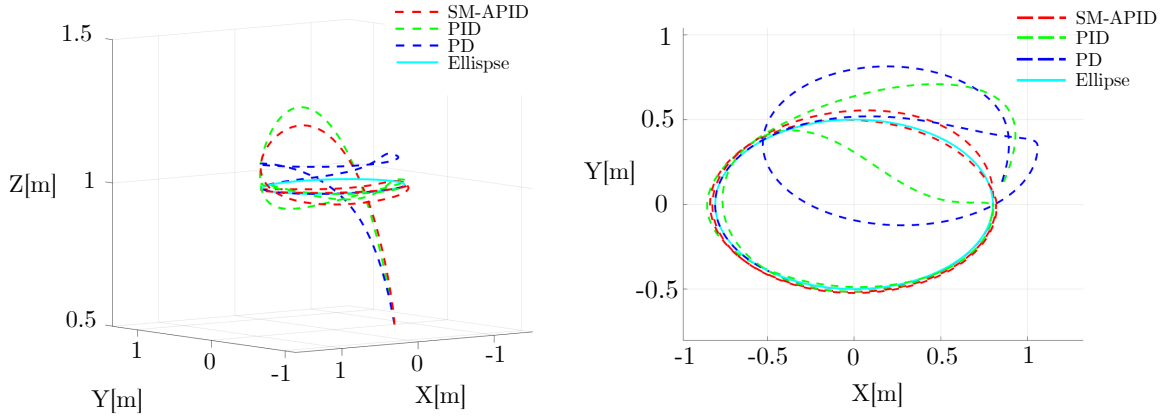 1.5
1
0.5
Z[m]
1
0
-1
Y[m]
1
0
-1
X[m]
SM-APID
PID
PD
Ellispse
1
0.5
0
-0.5
Y[m]
-1
-0.5
0
0.5
1
X[m]
SM-APID
PID
PD
Ellipse